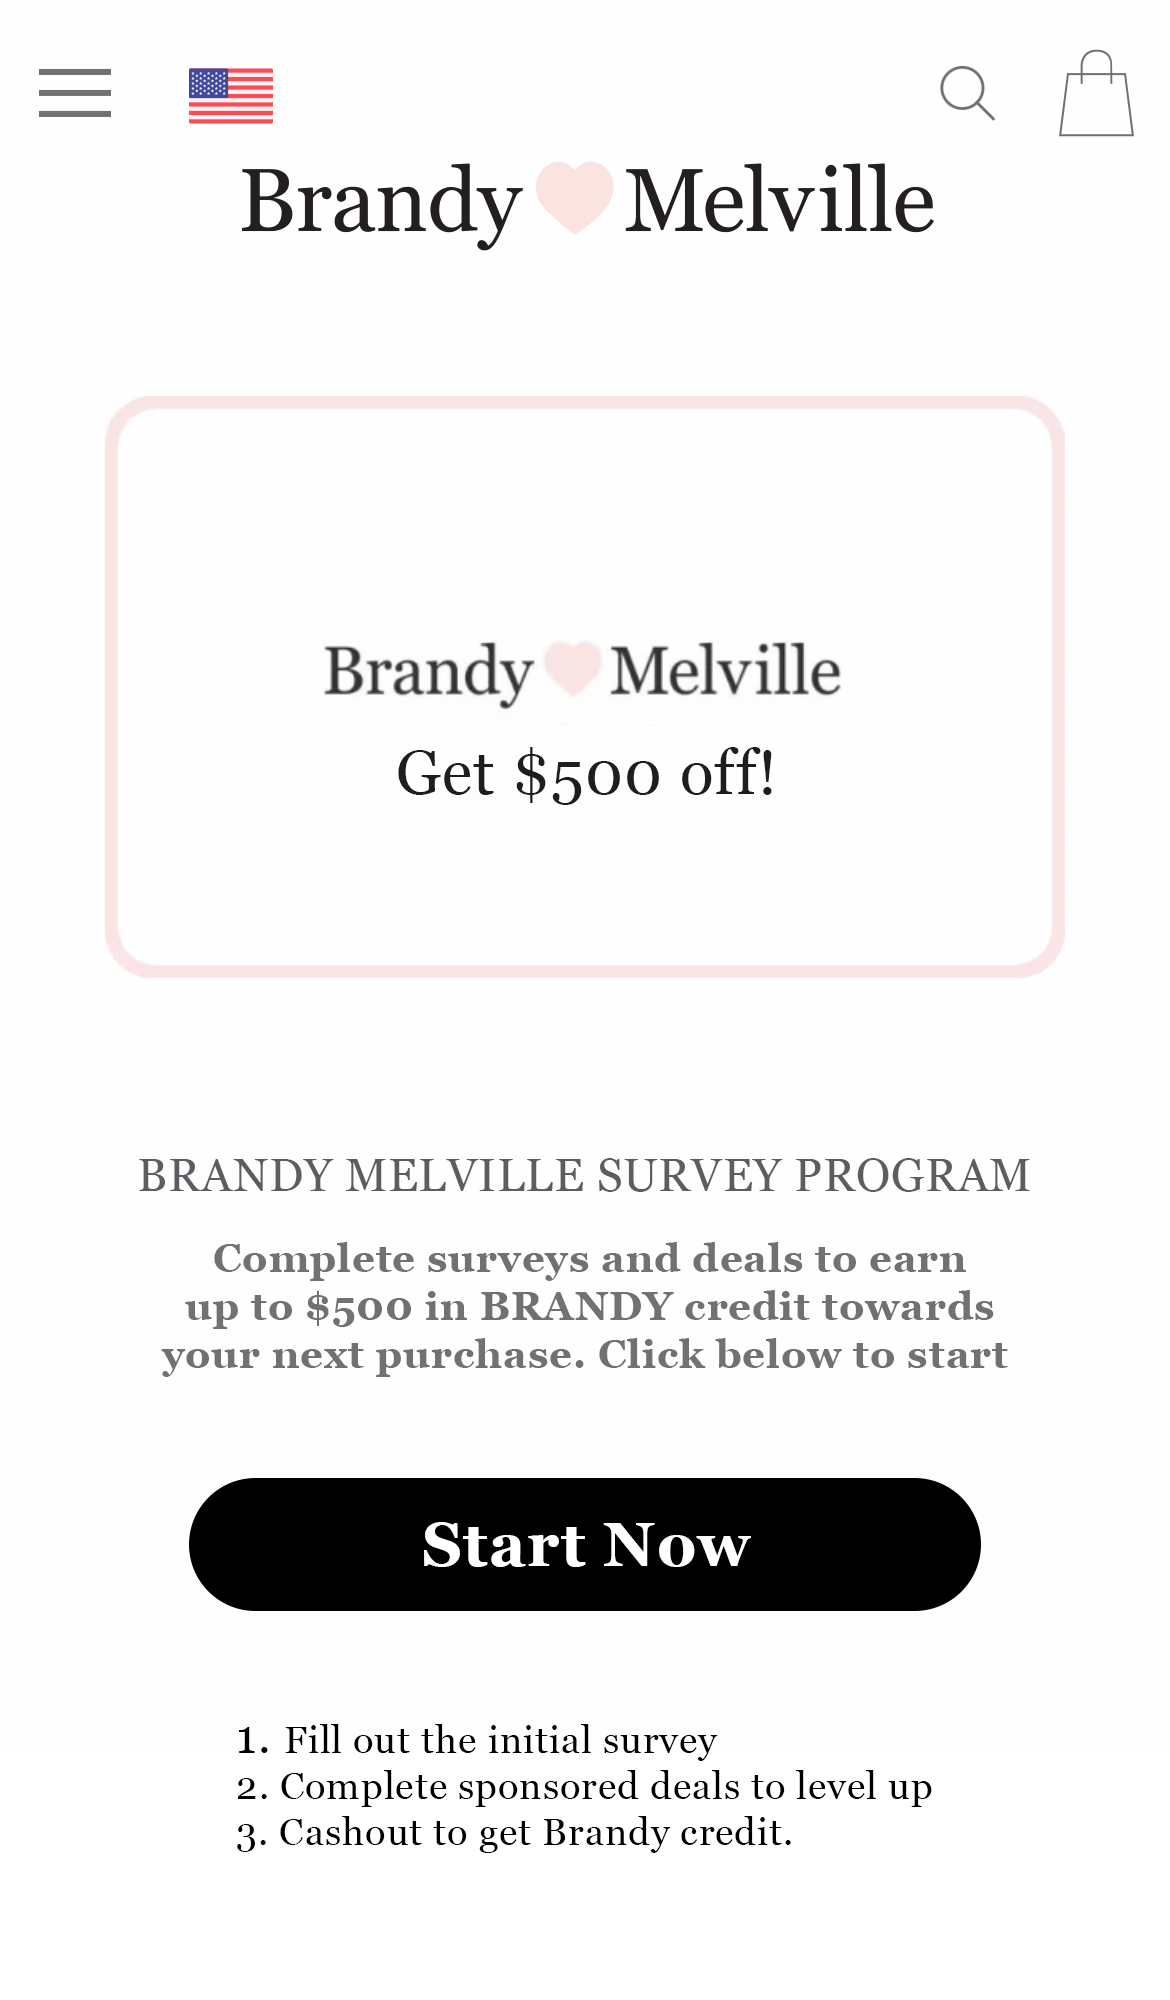 Brandy Melville
Brandy Melville
Get $500 off!
BRANDY MELVILLE SURVEY PROGRAM
Complete surveys and deals to earn
up to $500 in BRANDY credit towards
your next purchase. Click below to start
Start Now
1. Fill out the initial survey
2. Complete sponsored deals to level up
3. Cashout to get Brandy credit.